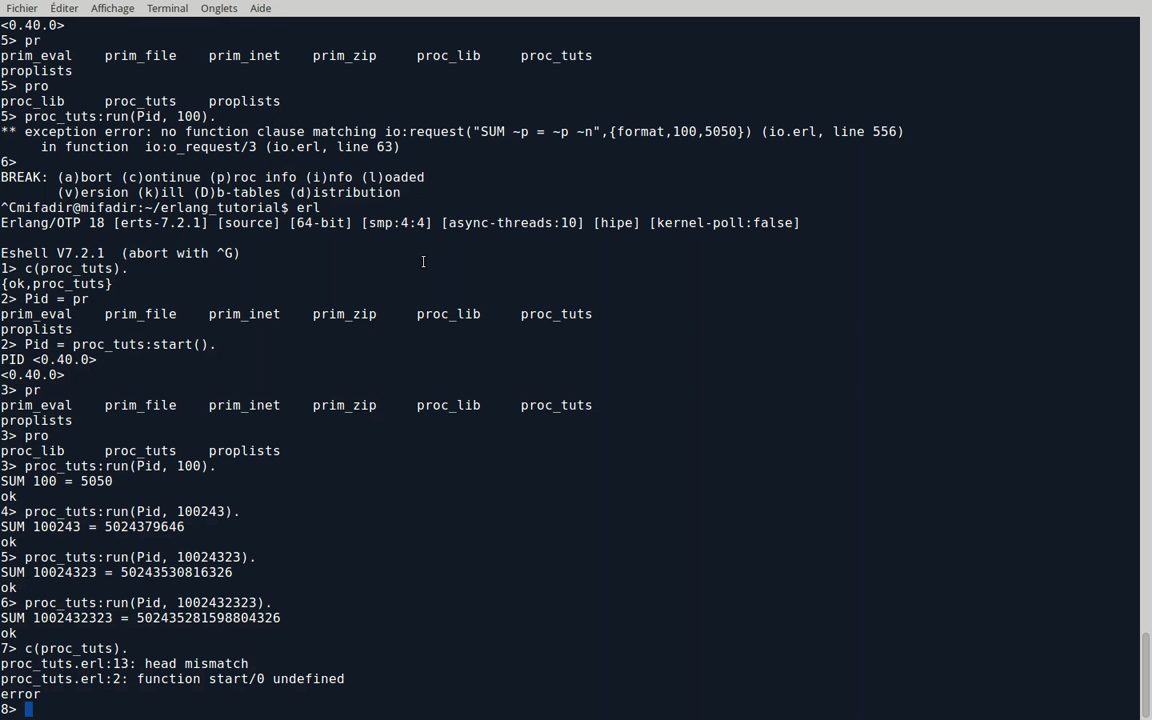 Fichier Éditer Affichage Terminal Onglets Aide
<0.40.0>
5> pr
prim_eval prim_file prim_inet prim_zip proc_lib proc_tuts
proplists
5> pro
proc_lib proc_tuts proplists
5> proc_tuts:run(Pid, 100).
** exception error: no function clause matching io:request("SUM ~p = ~p ~n",{format,100,5050}) (io.erl, line 556)
in function io:o_request/3 (io.erl, line 63)
6>
BREAK: (a)bort (c)ontinue (p)roc info (i)nfo (l)oaded
(v)ersion (k)ill (D)b-tables (d)istribution
^Cmifadir@mifadir:~/erlang_tutorial$ erl
Erlang/OTP 18 [erts-7.2.1] [source] [64-bit] [smp:4:4] [async-threads:10] [hipe] [kernel-poll:false]
Eshell V7.2.1 (abort with ^G)
1> c(proc_tuts).
{ok,proc_tuts}
2> Pid = pr
prim_eval prim_file prim_inet prim_zip proc_lib proc_tuts
proplists
2> Pid = proc_tuts:start().
PID <0.40.0>
<0.40.0>
3> pr
prim_eval prim_file prim_inet prim_zip proc_lib proc_tuts
proplists
3> pro
proc_lib proc_tuts proplists
3> proc_tuts:run(Pid, 100).
SUM 100 = 5050
ok
4> proc_tuts:run(Pid, 100243).
SUM 100243 = 5024379646
ok
5> proc_tuts:run(Pid, 10024323).
SUM 10024323 = 50243530816326
ok
6> proc_tuts:run(Pid, 1002432323).
SUM 1002432323 = 502435281598804326
ok
7> c(proc_tuts).
proc_tuts.erl:13: head mismatch
proc_tuts.erl:2: function start/0 undefined
error
8>